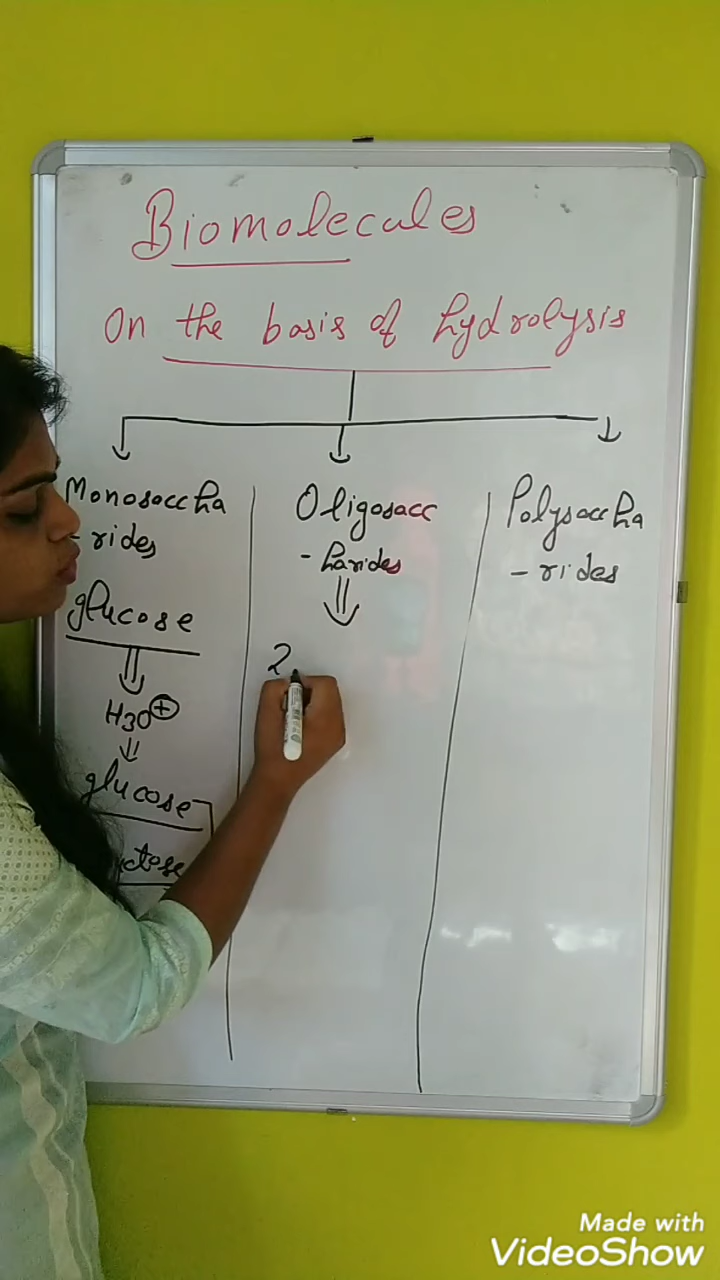 Biomolecules
On the basis of hydrolysis
Monosaccha
- rides
glucose
H3O⊕
glucose
ctose
Oligosacc
- harides
2
Polysaccha
- rides
Made with
VideoShow